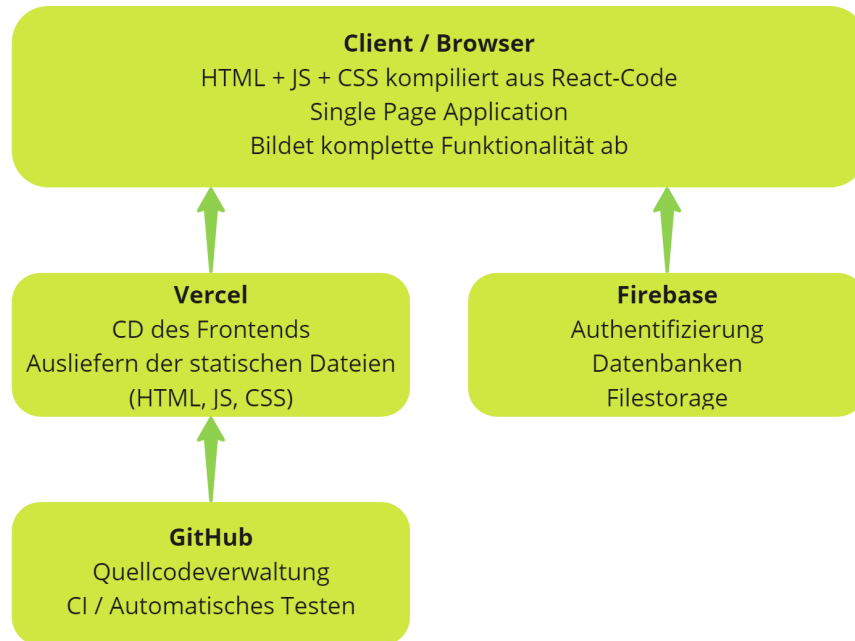 Client / Browser
HTML + JS + CSS kompiliert aus React-Code
Single Page Application
Bildet komplette Funktionalität ab
Vercel
CD des Frontends
Ausliefern der statischen Dateien
(HTML, JS, CSS)
Firebase
Authentifizierung
Datenbanken
Filestorage
GitHub
Quellcodeverwaltung
CI / Automatisches Testen